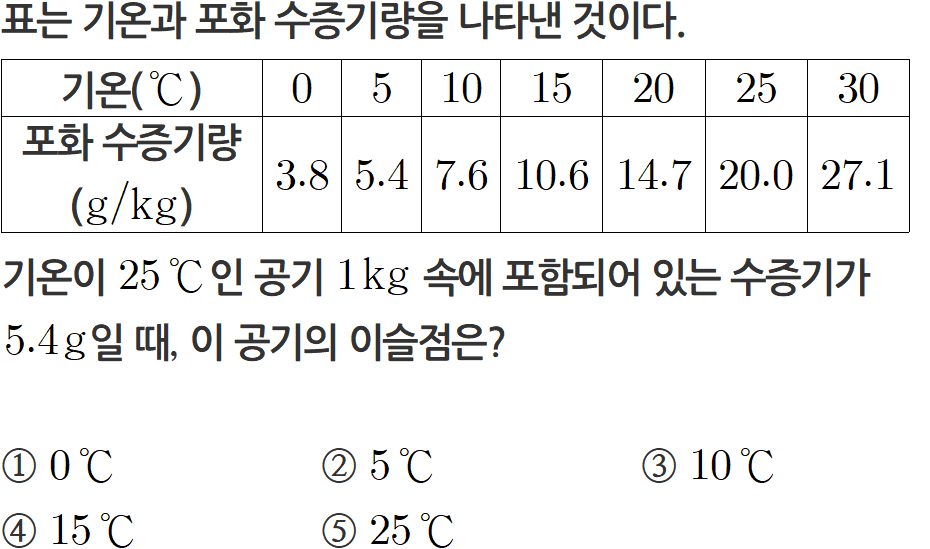 표는 기온과 포화 수증기량을 나타낸 것이다.
기온(℃) 0 5 10 15 20 25 30
포화 수증기량
(g/kg) 3.8 5.4 7.6 10.6 14.7 20.0 27.1
기온이 25℃인 공기 1kg 속에 포함되어 있는 수증기가
5.4g일 때, 이 공기의 이슬점은?
① 0℃ ② 5℃ ③ 10℃
④ 15℃ ⑤ 25℃